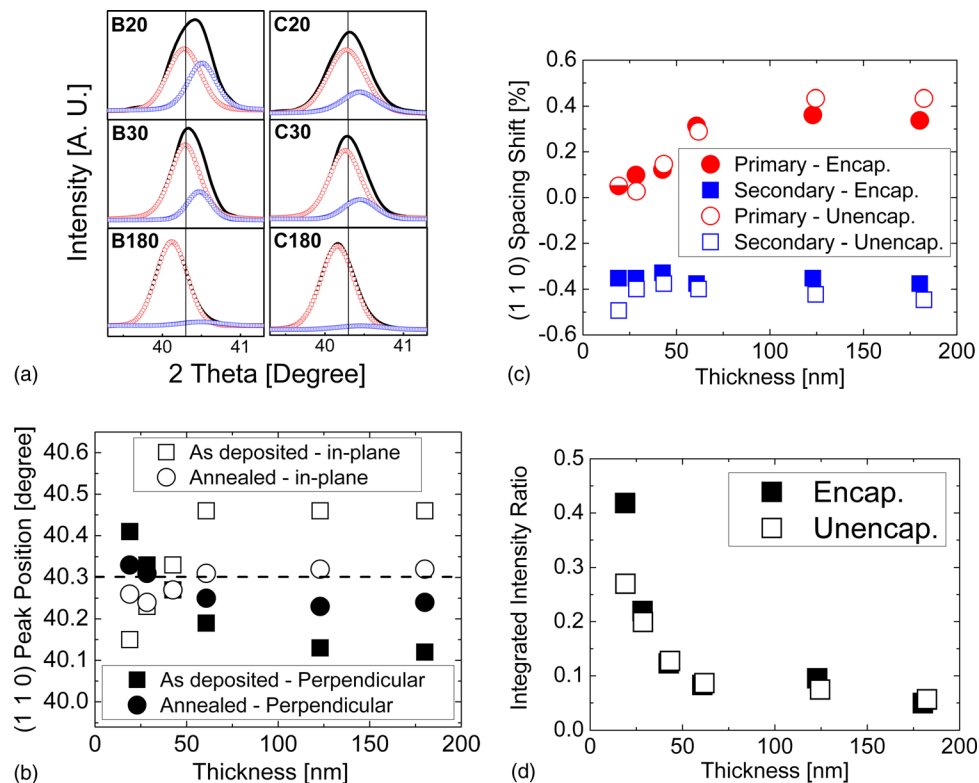 B20
C20
B30
C30
B180
C180
Intensity [A. U.]
40 41 40 41
2 Theta [Degree]
(a)
0.6
0.4
0.2
0.0
-0.2
-0.4
-0.6
(1 1 0) Spacing Shift [%]
Primary - Encap.
Secondary - Encap.
Primary - Unencap.
Secondary - Unencap.
0 50 100 150 200
Thickness [nm]
(c)
40.6
40.5
40.4
40.3
40.2
40.1
40.0
(1 1 0) Peak Position [degree]
As deposited - in-plane
Annealed - in-plane
As deposited - Perpendicular
Annealed - Perpendicular
0 50 100 150 200
Thickness [nm]
(b)
0.5
0.4
0.3
0.2
0.1
0.0
Integrated Intensity Ratio
Encap.
Unencap.
0 50 100 150 200
Thickness [nm]
(d)